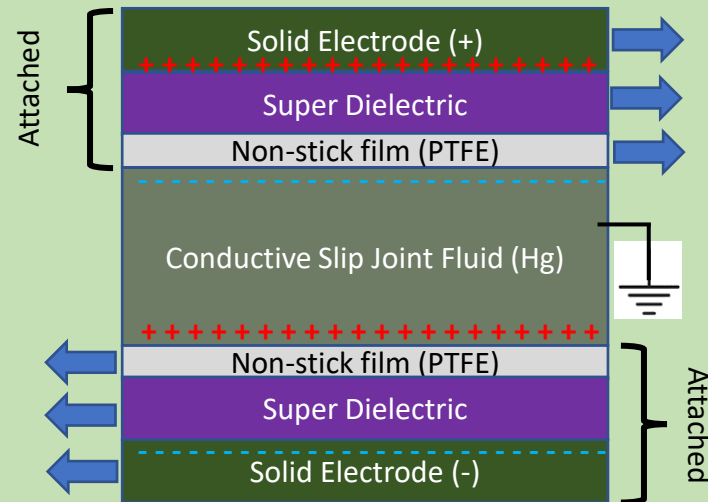 Attached
Solid Electrode (+)
+ + + + + + + + + + + + + + + + + +
Super Dielectric
Non-stick film (PTFE)
Conductive Slip Joint Fluid (Hg)
+ + + + + + + + + + + + + + + + + +
Non-stick film (PTFE)
Super Dielectric
Solid Electrode (-)
Attached